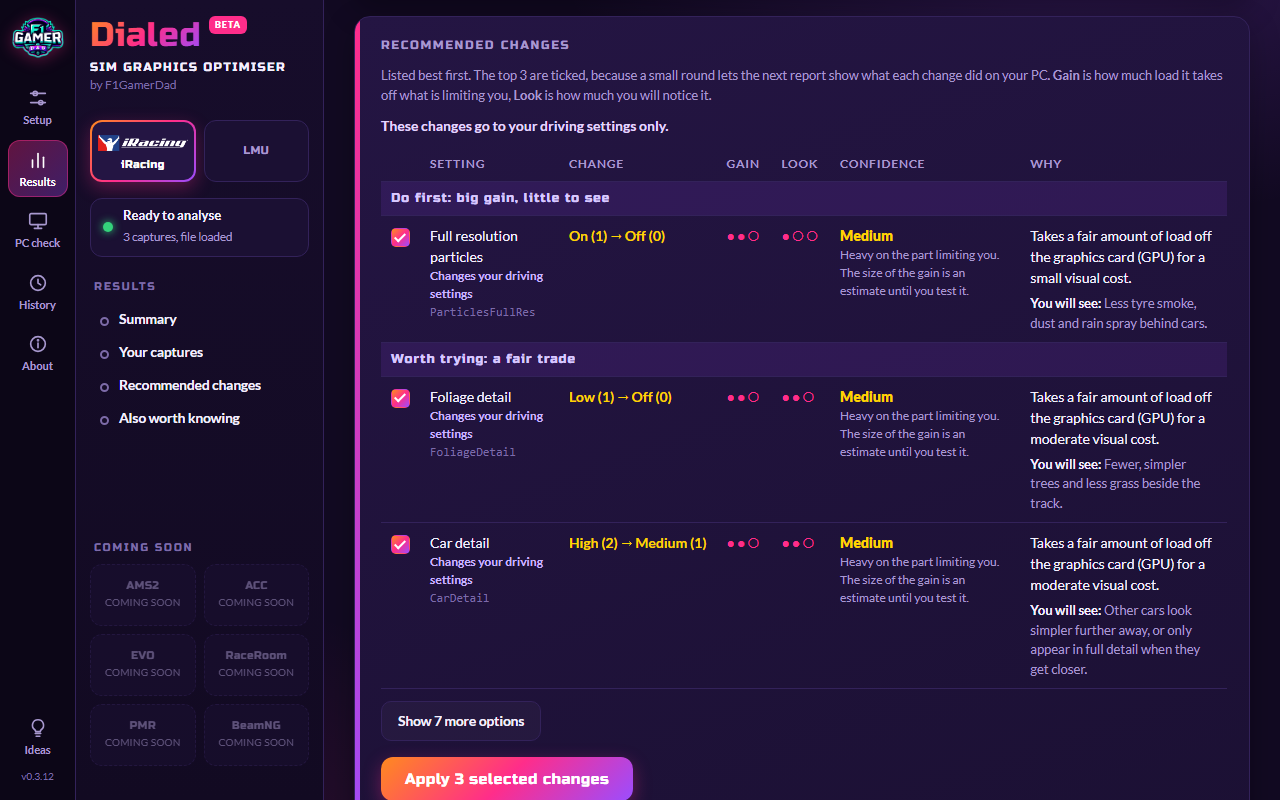 F1
GAMER
DAD
Setup
Results
PC check
History
About
Ideas
v0.3.12
Dialed BETA
SIM GRAPHICS OPTIMISER
by F1GamerDad
iRacing
iRacing
LMU
Ready to analyse
3 captures, file loaded
RESULTS
Summary
Your captures
Recommended changes
Also worth knowing
COMING SOON
AMS2
COMING SOON
ACC
COMING SOON
EVO
COMING SOON
RaceRoom
COMING SOON
PMR
COMING SOON
BeamNG
COMING SOON
RECOMMENDED CHANGES
Listed best first. The top 3 are ticked, because a small round lets the next report show what each change did on your PC. Gain is how much load it takes
off what is limiting you, Look is how much you will notice it.
These changes go to your driving settings only.
SETTING CHANGE GAIN LOOK CONFIDENCE WHY
Do first: big gain, little to see
Full resolution
particles
Changes your driving
settings
ParticlesFullRes
On (1) → Off (0)
Medium
Heavy on the part limiting you.
The size of the gain is an
estimate until you test it.
Takes a fair amount of load off
the graphics card (GPU) for a
small visual cost.
You will see: Less tyre smoke,
dust and rain spray behind cars.
Worth trying: a fair trade
Foliage detail
Changes your driving
settings
FoliageDetail
Low (1) → Off (0)
Medium
Heavy on the part limiting you.
The size of the gain is an
estimate until you test it.
Takes a fair amount of load off
the graphics card (GPU) for a
moderate visual cost.
You will see: Fewer, simpler
trees and less grass beside the
track.
Car detail
Changes your driving
settings
CarDetail
High (2) → Medium (1)
Medium
Heavy on the part limiting you.
The size of the gain is an
estimate until you test it.
Takes a fair amount of load off
the graphics card (GPU) for a
moderate visual cost.
You will see: Other cars look
simpler further away, or only
appear in full detail when they
get closer.
Show 7 more options
Apply 3 selected changes